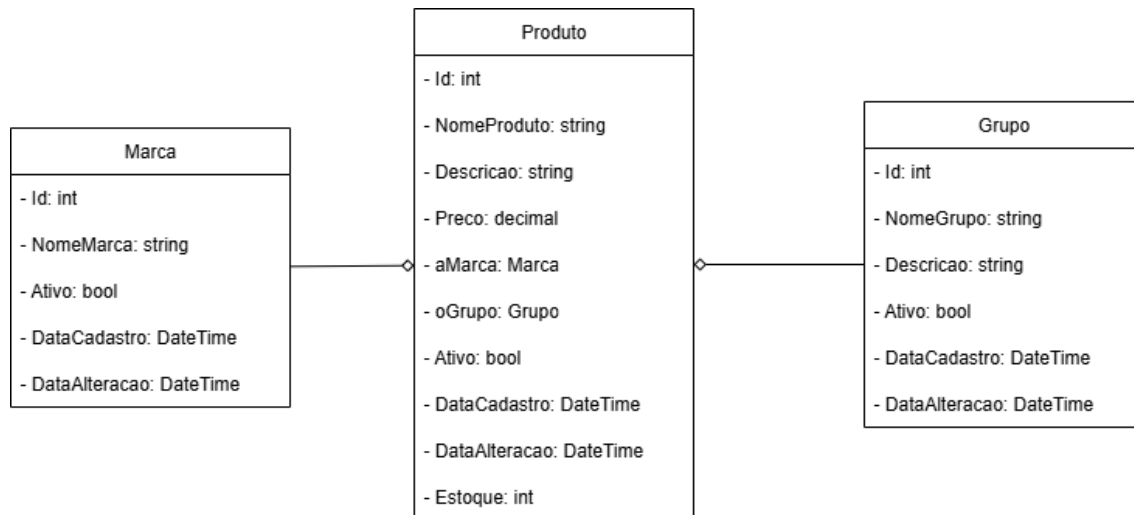 Marca
- Id: int
- NomeMarca: string
- Ativo: bool
- DataCadastro: DateTime
- DataAlteracao: DateTime
Produto
- Id: int
- NomeProduto: string
- Descricao: string
- Preco: decimal
- aMarca: Marca
- oGrupo: Grupo
- Ativo: bool
- DataCadastro: DateTime
- DataAlteracao: DateTime
- Estoque: int
Grupo
- Id: int
- NomeGrupo: string
- Descricao: string
- Ativo: bool
- DataCadastro: DateTime
- DataAlteracao: DateTime